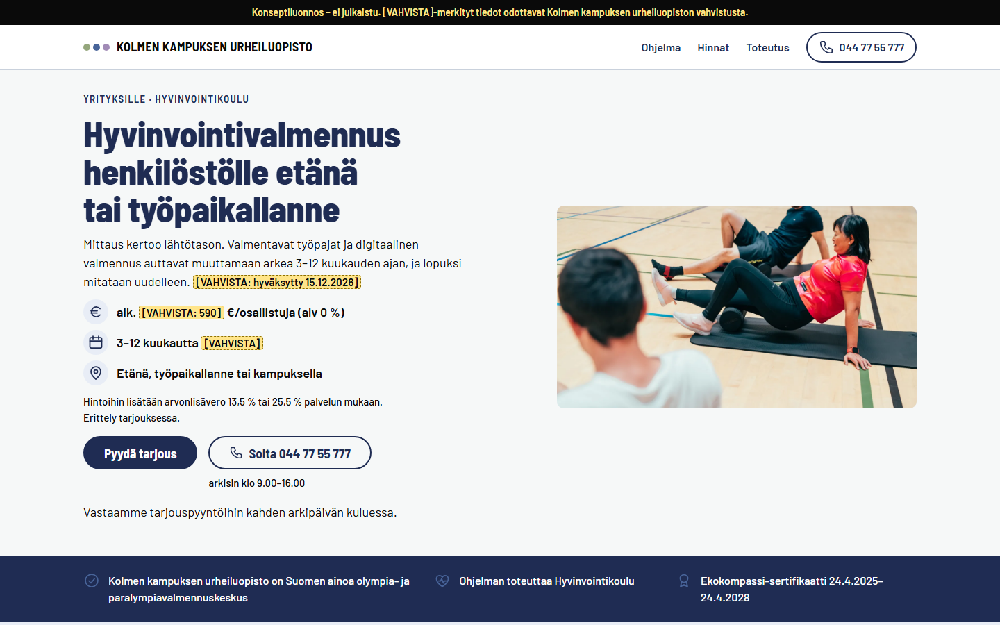 Konseptiluonnos – ei julkaistu. [VAHVISTA]-merkityt tiedot odottavat Kolmen kampuksen urheiluopiston vahvistusta.
KOLMEN KAMPUKSEN URHEILUOPISTO
Ohjelma
Hinnat
Toteutus
044 77 55 777
YRITYKSILLE · HYVINVOINTIKOULU
Hyvinvointivalmennus
henkilöstölle etänä
tai työpaikallanne
Mittaus kertoo lähtötason. Valmentavat työpajat ja digitaalinen
valmennus auttavat muuttamaan arkea 3–12 kuukauden ajan, ja lopuksi
mitataan uudelleen. [VAHVISTA: hyväksytty 15.12.2026]
alk. [VAHVISTA: 590] €/osallistuja (alv 0 %)
3–12 kuukautta [VAHVISTA]
Etänä, työpaikallanne tai kampuksella
Hintoihin lisätään arvonlisävero 13,5 % tai 25,5 % palvelun mukaan.
Erittely tarjouksessa.
Pyydä tarjous
Soita 044 77 55 777
arkisin klo 9.00–16.00
Vastaamme tarjouspyyntöihin kahden arkipäivän kuluessa.
Kolmen kampuksen urheiluopisto on Suomen ainoa olympia- ja
paralympiavalmennuskeskus
Ohjelman toteuttaa Hyvinvointikoulu
Ekokompassi-sertifikaatti 24.4.2025–
24.4.2028